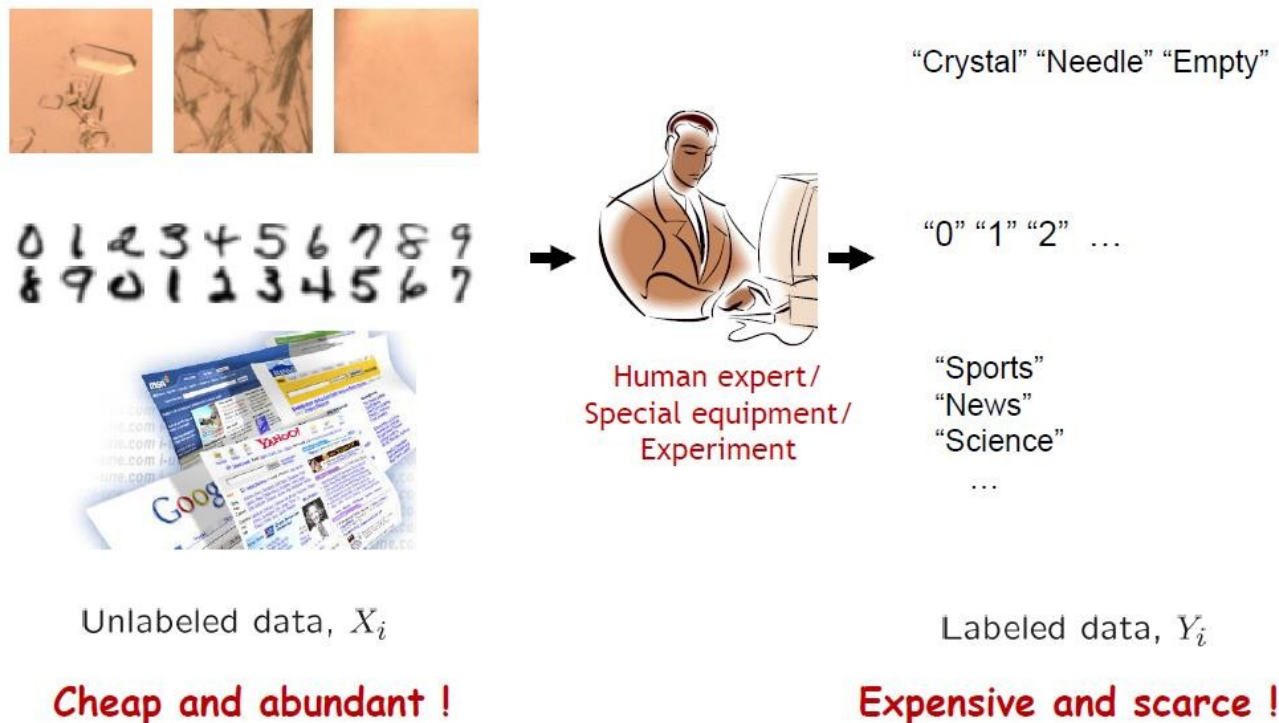 “Crystal” “Needle” “Empty”
0 1 2 3 4 5 6 7 8 9
8 9 0 1 2 3 4 5 6 7
“0” “1” “2” …
msn
YAHOO!
Goog
Human expert/
Special equipment/
Experiment
“Sports”
“News”
“Science”
…
Unlabeled data, Xᵢ
Labeled data, Yᵢ
Cheap and abundant !
Expensive and scarce !